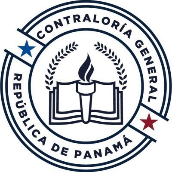 CONTRALORÍA GENERAL
REPÚBLICA DE PANAMÁ